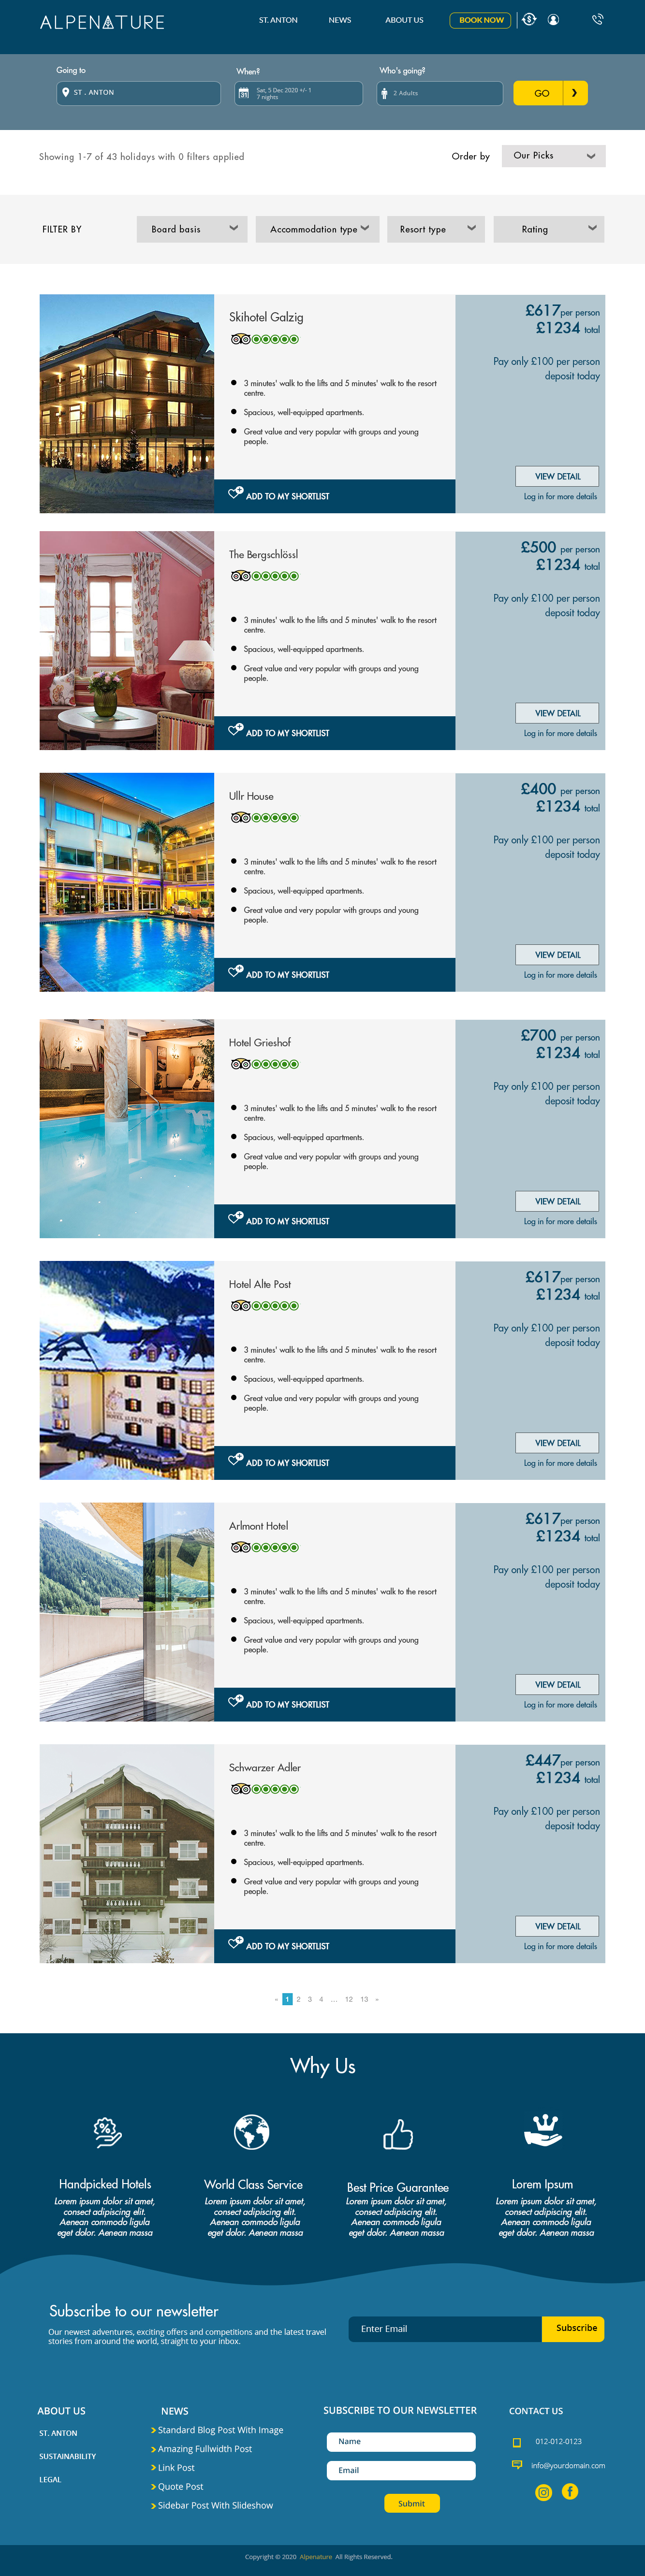 ALPENATURE
ST. ANTON NEWS ABOUT US BOOK NOW
Going to When? Who's going?
ST . ANTON
Sat, 5 Dec 2020 +/- 1
7 nights
2 Adults
GO
Showing 1-7 of 43 holidays with 0 filters applied
Order by Our Picks
FILTER BY Board basis Accommodation type Resort type Rating
Skihotel Galzig
3 minutes' walk to the lifts and 5 minutes' walk to the resort
centre.
Spacious, well-equipped apartments.
Great value and very popular with groups and young
people.
ADD TO MY SHORTLIST
£617per person
£1234 total
Pay only £100 per person
deposit today
VIEW DETAIL
Log in for more details
The Bergschlössl
3 minutes' walk to the lifts and 5 minutes' walk to the resort
centre.
Spacious, well-equipped apartments.
Great value and very popular with groups and young
people.
ADD TO MY SHORTLIST
£500 per person
£1234 total
Pay only £100 per person
deposit today
VIEW DETAIL
Log in for more details
Ullr House
3 minutes' walk to the lifts and 5 minutes' walk to the resort
centre.
Spacious, well-equipped apartments.
Great value and very popular with groups and young
people.
ADD TO MY SHORTLIST
£400 per person
£1234 total
Pay only £100 per person
deposit today
VIEW DETAIL
Log in for more details
Hotel Grieshof
3 minutes' walk to the lifts and 5 minutes' walk to the resort
centre.
Spacious, well-equipped apartments.
Great value and very popular with groups and young
people.
ADD TO MY SHORTLIST
£700 per person
£1234 total
Pay only £100 per person
deposit today
VIEW DETAIL
Log in for more details
HOTEL ALTE POST
Hotel Alte Post
3 minutes' walk to the lifts and 5 minutes' walk to the resort
centre.
Spacious, well-equipped apartments.
Great value and very popular with groups and young
people.
ADD TO MY SHORTLIST
£617per person
£1234 total
Pay only £100 per person
deposit today
VIEW DETAIL
Log in for more details
Arlmont Hotel
3 minutes' walk to the lifts and 5 minutes' walk to the resort
centre.
Spacious, well-equipped apartments.
Great value and very popular with groups and young
people.
ADD TO MY SHORTLIST
£617per person
£1234 total
Pay only £100 per person
deposit today
VIEW DETAIL
Log in for more details
Schwarzer Adler
3 minutes' walk to the lifts and 5 minutes' walk to the resort
centre.
Spacious, well-equipped apartments.
Great value and very popular with groups and young
people.
ADD TO MY SHORTLIST
£447per person
£1234 total
Pay only £100 per person
deposit today
VIEW DETAIL
Log in for more details
« 1 2 3 4 ... 12 13 »
Why Us
Handpicked Hotels
Lorem ipsum dolor sit amet,
consect adipiscing elit.
Aenean commodo ligula
eget dolor. Aenean massa
World Class Service
Lorem ipsum dolor sit amet,
consect adipiscing elit.
Aenean commodo ligula
eget dolor. Aenean massa
Best Price Guarantee
Lorem ipsum dolor sit amet,
consect adipiscing elit.
Aenean commodo ligula
eget dolor. Aenean massa
Lorem Ipsum
Lorem ipsum dolor sit amet,
consect adipiscing elit.
Aenean commodo ligula
eget dolor. Aenean massa
Subscribe to our newsletter
Our newest adventures, exciting offers and competitions and the latest travel
stories from around the world, straight to your inbox.
Enter Email Subscribe
ABOUT US
ST. ANTON
SUSTAINABILITY
LEGAL
NEWS
Standard Blog Post With Image
Amazing Fullwidth Post
Link Post
Quote Post
Sidebar Post With Slideshow
SUBSCRIBE TO OUR NEWSLETTER
Name
Email
Submit
CONTACT US
012-012-0123
info@yourdomain.com
Copyright © 2020 Alpenature All Rights Reserved.